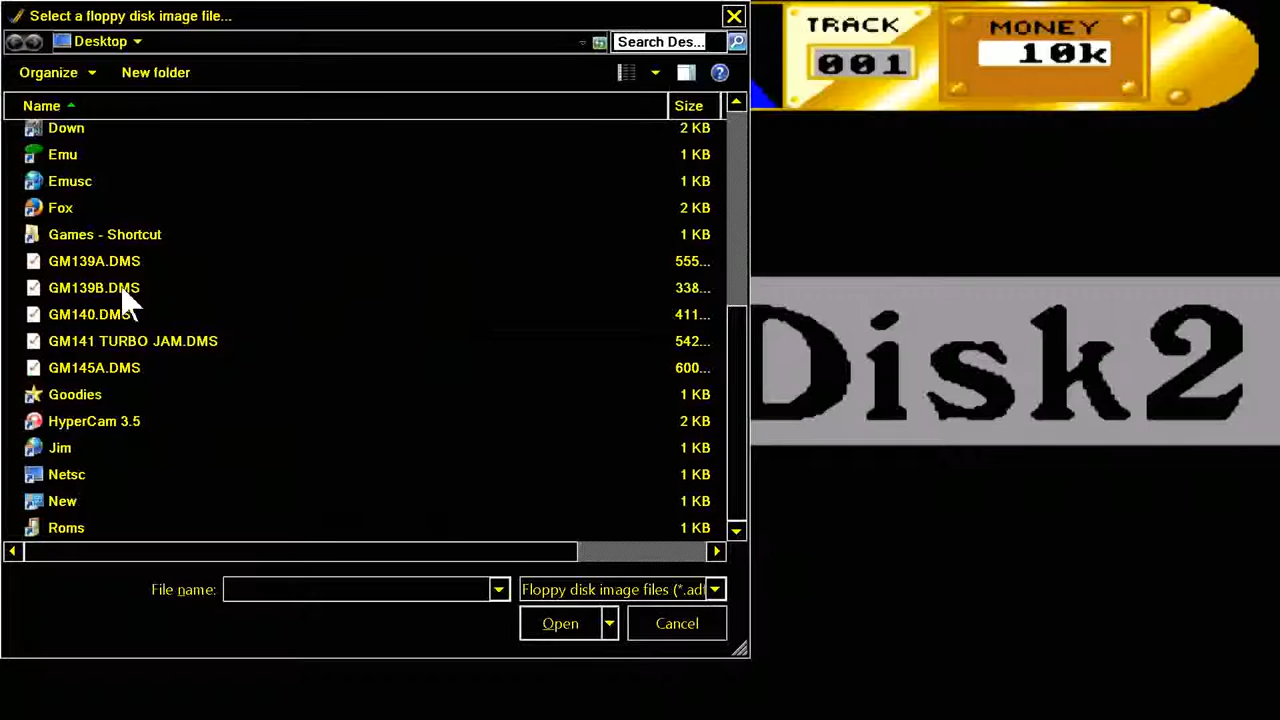 Select a floppy disk image file...
Desktop
Search Des...
Organize
New folder
Name
Size
Down 2 KB
Emu 1 KB
Emusc 1 KB
Fox 2 KB
Games - Shortcut 1 KB
GM139A.DMS 555...
GM139B.DMS 338...
GM140.DMS 411...
GM141 TURBO JAM.DMS 542...
GM145A.DMS 600...
Goodies 1 KB
HyperCam 3.5 2 KB
Jim 1 KB
Netsc 1 KB
New 1 KB
Roms 1 KB
File name:
Floppy disk image files (*.adf
Open
Cancel
TRACK
001
MONEY
10k
Disk2